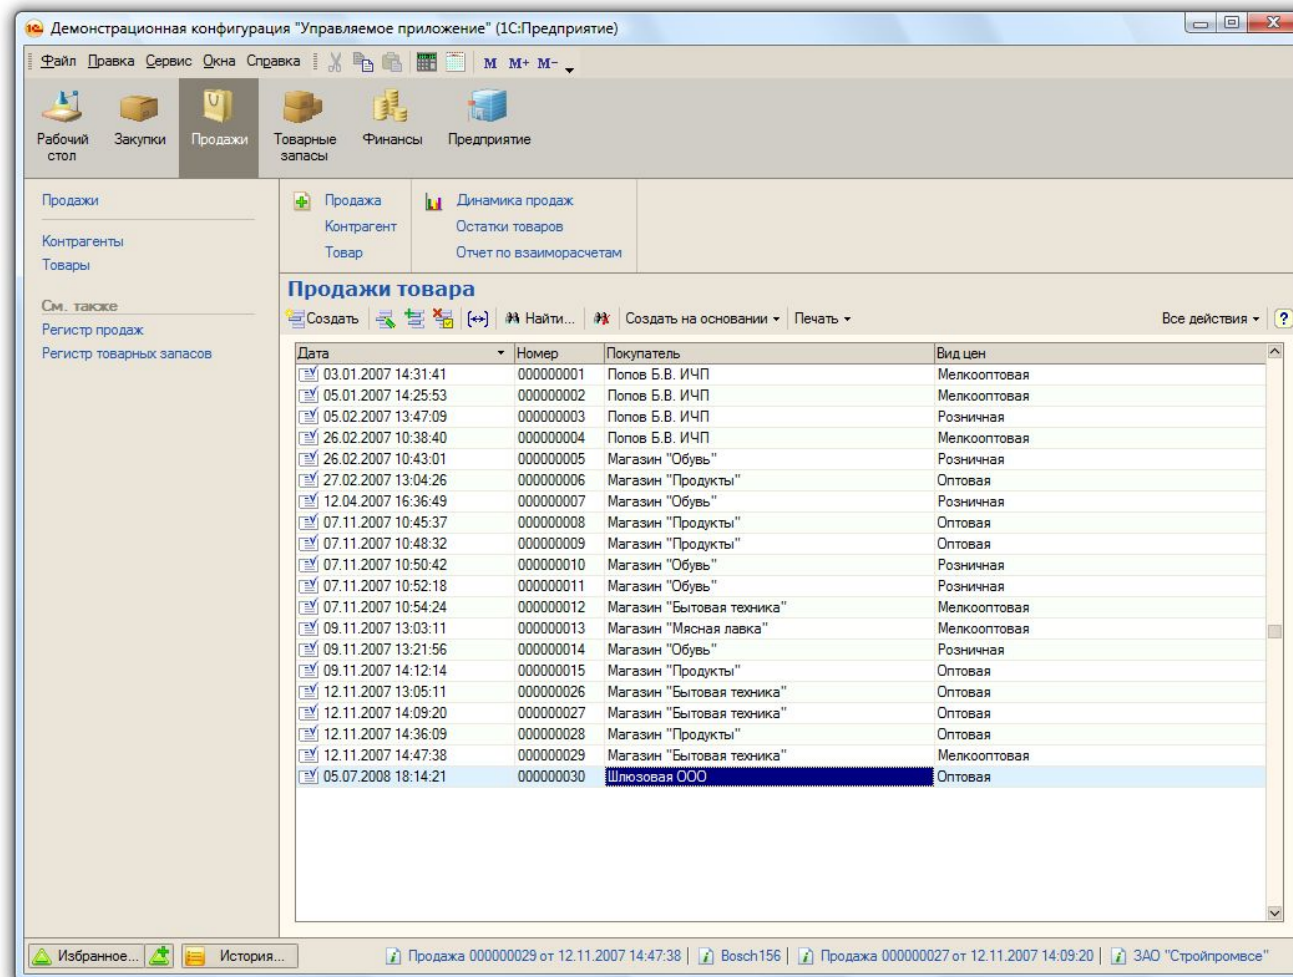 Демонстрационная конфигурация "Управляемое приложение" (1С:Предприятие)
Файл Правка Сервис Окна Справка M M+ M-
Рабочий стол
Закупки
Продажи
Товарные запасы
Финансы
Предприятие
Продажи
Контрагенты
Товары
См. также
Регистр продаж
Регистр товарных запасов
Продажа
Контрагент
Товар
Динамика продаж
Остатки товаров
Отчет по взаиморасчетам
Продажи товара
Создать Найти... Создать на основании Печать Все действия ?
Дата Номер Покупатель Вид цен
03.01.2007 14:31:41 000000001 Попов Б.В. ИЧП Мелкооптовая
05.01.2007 14:25:53 000000002 Попов Б.В. ИЧП Мелкооптовая
05.02.2007 13:47:09 000000003 Попов Б.В. ИЧП Розничная
26.02.2007 10:38:40 000000004 Попов Б.В. ИЧП Мелкооптовая
26.02.2007 10:43:01 000000005 Магазин "Обувь" Розничная
27.02.2007 13:04:26 000000006 Магазин "Продукты" Оптовая
12.04.2007 16:36:49 000000007 Магазин "Обувь" Розничная
07.11.2007 10:45:37 000000008 Магазин "Продукты" Оптовая
07.11.2007 10:48:32 000000009 Магазин "Продукты" Оптовая
07.11.2007 10:50:42 000000010 Магазин "Обувь" Розничная
07.11.2007 10:52:18 000000011 Магазин "Обувь" Розничная
07.11.2007 10:54:24 000000012 Магазин "Бытовая техника" Мелкооптовая
09.11.2007 13:03:11 000000013 Магазин "Мясная лавка" Мелкооптовая
09.11.2007 13:21:56 000000014 Магазин "Обувь" Розничная
09.11.2007 14:12:14 000000015 Магазин "Продукты" Оптовая
12.11.2007 13:05:11 000000026 Магазин "Бытовая техника" Оптовая
12.11.2007 14:09:20 000000027 Магазин "Бытовая техника" Оптовая
12.11.2007 14:36:09 000000028 Магазин "Продукты" Оптовая
12.11.2007 14:47:38 000000029 Магазин "Бытовая техника" Мелкооптовая
05.07.2008 18:14:21 000000030 Шлюзовая ООО Оптовая
Избранное... История... Продажа 000000029 от 12.11.2007 14:47:38 Bosch156 Продажа 000000027 от 12.11.2007 14:09:20 ЗАО "Стройпромвсе"